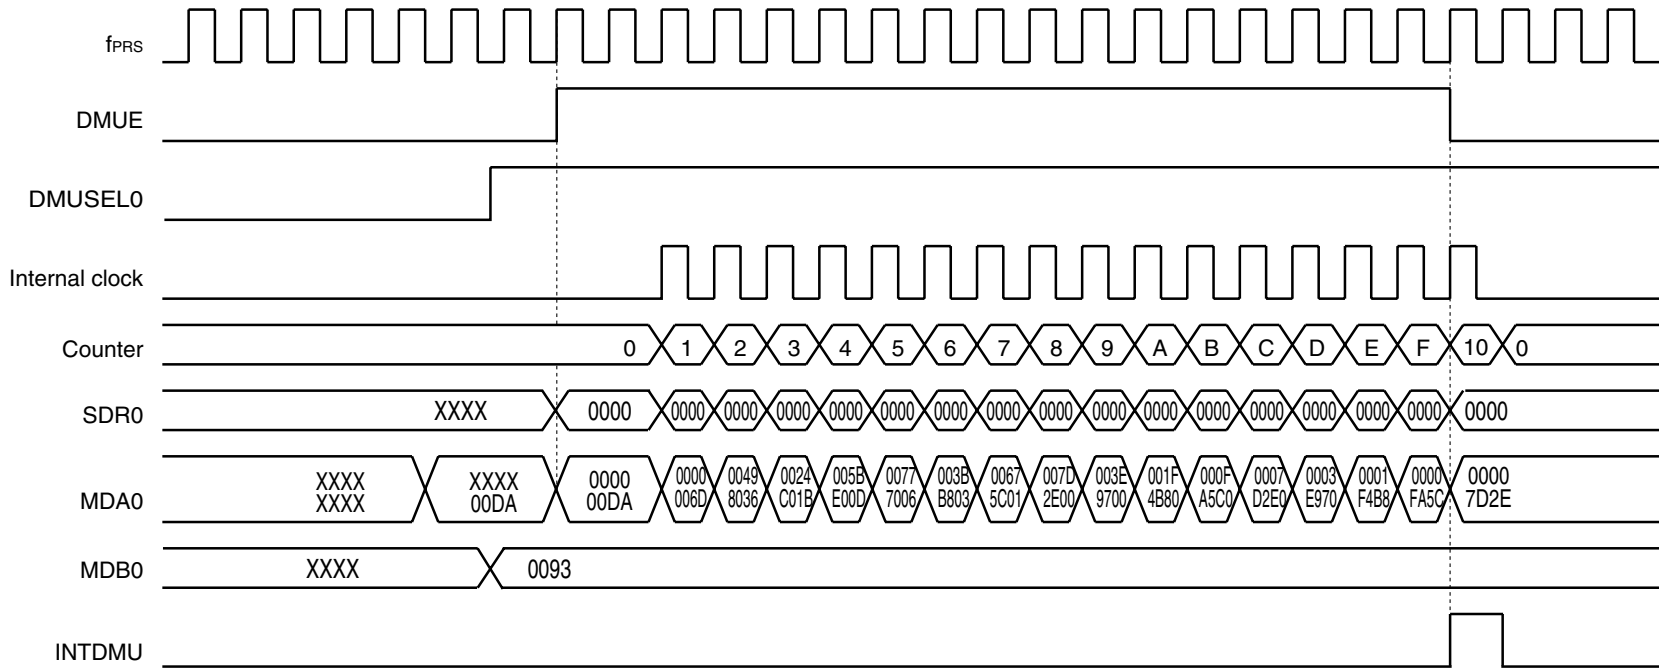 fPRS
DMUE
DMUSEL0
Internal clock
Counter 0 1 2 3 4 5 6 7 8 9 A B C D E F 10 0
SDR0 XXXX 0000 0000 0000 0000 0000 0000 0000 0000 0000 0000 0000 0000 0000 0000 0000 0000 0000
MDA0
XXXX XXXX 0000 0000 0049 0024 005B 0077 003B 0067 007D 003E 001F 000F 0007 0003 0001 0000 0000
XXXX 00DA 00DA 006D 8036 C01B E00D 7006 B803 5C01 2E00 9700 4B80 A5C0 D2E0 E970 F4B8 FA5C 7D2E
MDB0 XXXX 0093
INTDMU